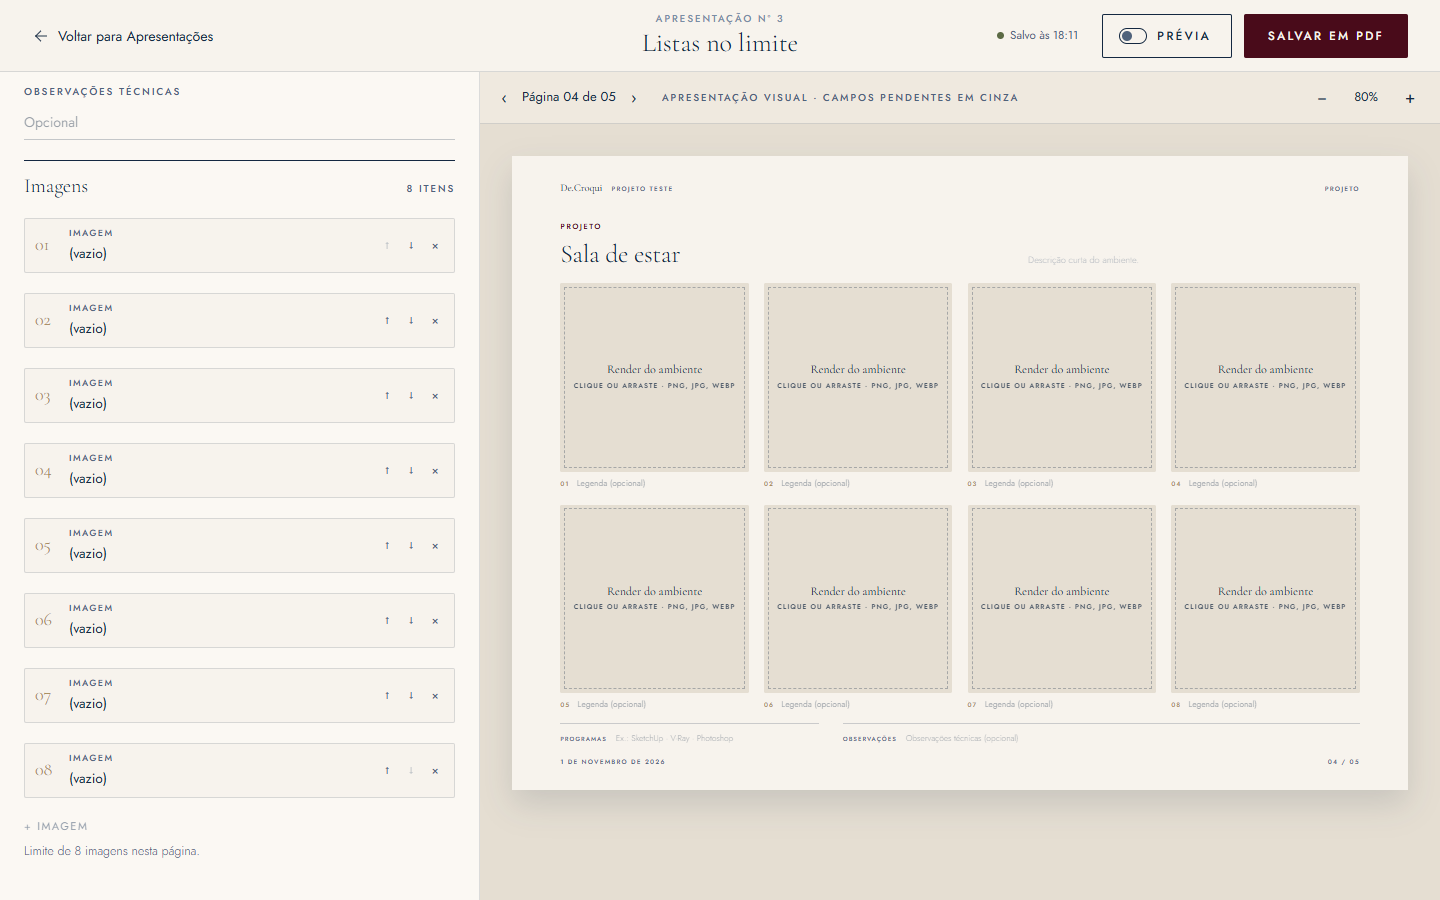 ← Voltar para Apresentações
APRESENTAÇÃO Nº 3
Listas no limite
Salvo às 18:11
PRÉVIA
SALVAR EM PDF
OBSERVAÇÕES TÉCNICAS
Opcional
Imagens
8 ITENS
01 IMAGEM
(vazio)
↑ ↓ ×
02 IMAGEM
(vazio)
↑ ↓ ×
03 IMAGEM
(vazio)
↑ ↓ ×
04 IMAGEM
(vazio)
↑ ↓ ×
05 IMAGEM
(vazio)
↑ ↓ ×
06 IMAGEM
(vazio)
↑ ↓ ×
07 IMAGEM
(vazio)
↑ ↓ ×
08 IMAGEM
(vazio)
↑ ↓ ×
+ IMAGEM
Limite de 8 imagens nesta página.
‹ Página 04 de 05 ›
APRESENTAÇÃO VISUAL · CAMPOS PENDENTES EM CINZA
− 80% +
Dr.Croqui PROJETO TESTE
PROJETO
PROJETO
Sala de estar
Descrição curta do ambiente.
Render do ambiente
CLIQUE OU ARRASTE · PNG, JPG, WEBP
01 Legenda (opcional)
Render do ambiente
CLIQUE OU ARRASTE · PNG, JPG, WEBP
02 Legenda (opcional)
Render do ambiente
CLIQUE OU ARRASTE · PNG, JPG, WEBP
03 Legenda (opcional)
Render do ambiente
CLIQUE OU ARRASTE · PNG, JPG, WEBP
04 Legenda (opcional)
Render do ambiente
CLIQUE OU ARRASTE · PNG, JPG, WEBP
05 Legenda (opcional)
Render do ambiente
CLIQUE OU ARRASTE · PNG, JPG, WEBP
06 Legenda (opcional)
Render do ambiente
CLIQUE OU ARRASTE · PNG, JPG, WEBP
07 Legenda (opcional)
Render do ambiente
CLIQUE OU ARRASTE · PNG, JPG, WEBP
08 Legenda (opcional)
PROGRAMAS Ex.: SketchUp · V-Ray · Photoshop
OBSERVAÇÕES Observações técnicas (opcional)
1 DE NOVEMBRO DE 2026
04 / 05